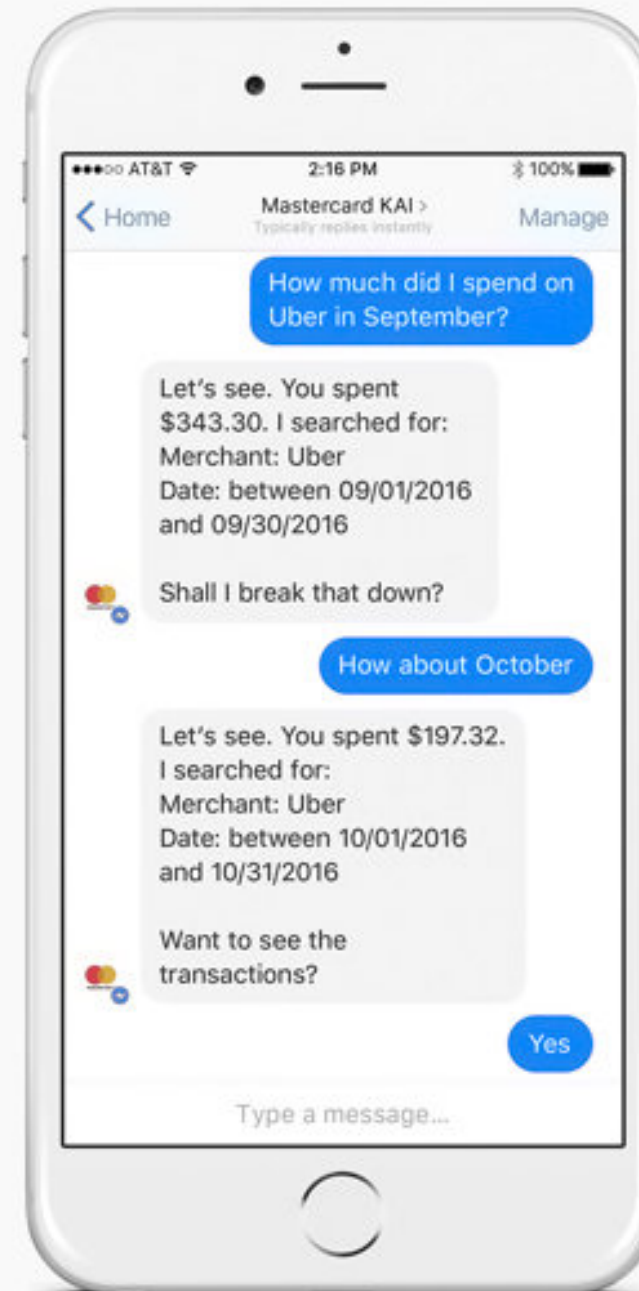 AT&T 2:16 PM 100%
Home Mastercard KAI > Manage
Typically replies instantly
How much did I spend on
Uber in September?
Let's see. You spent
$343.30. I searched for:
Merchant: Uber
Date: between 09/01/2016
and 09/30/2016
Shall I break that down?
How about October
Let's see. You spent $197.32.
I searched for:
Merchant: Uber
Date: between 10/01/2016
and 10/31/2016
Want to see the
transactions?
Yes
Type a message...